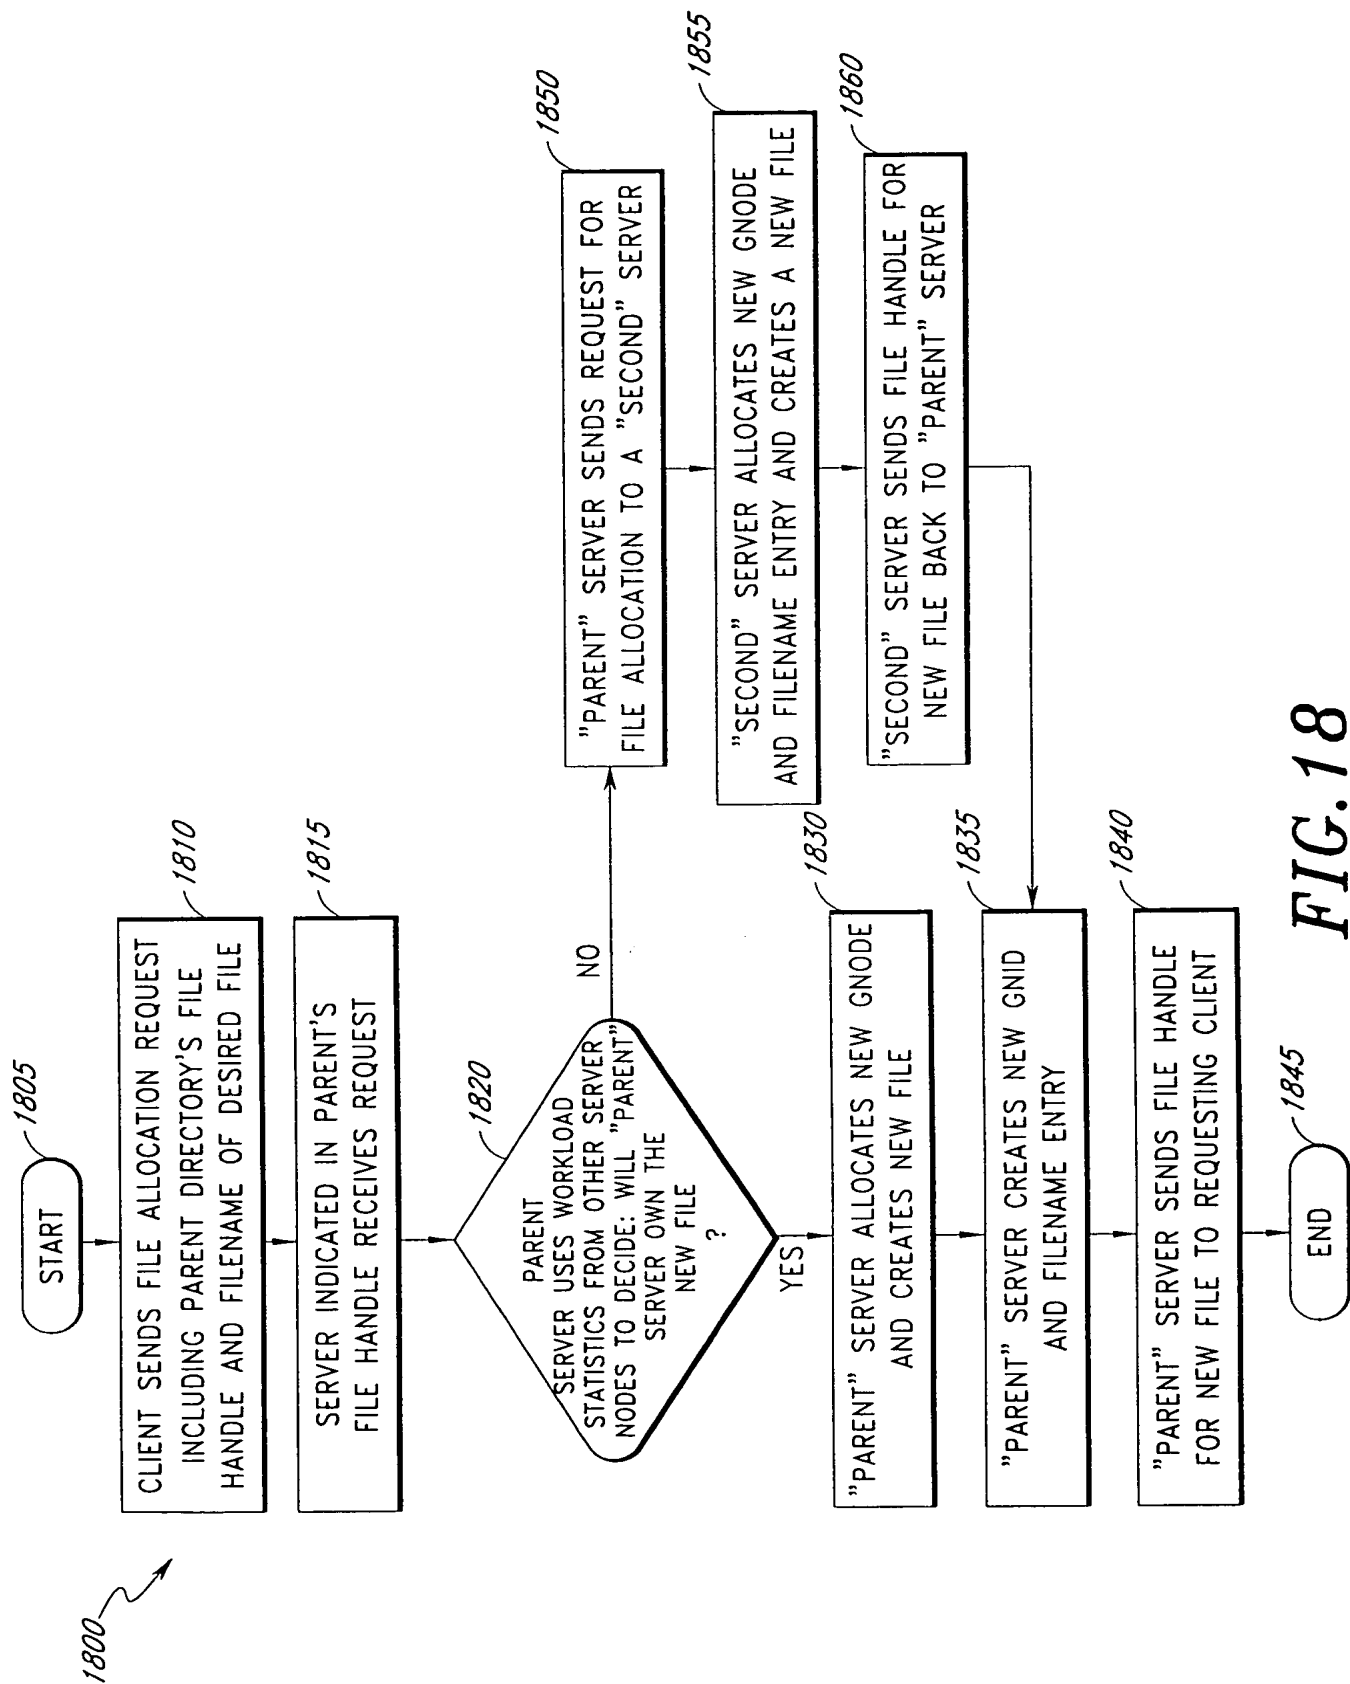 1800
START
1805
CLIENT SENDS FILE ALLOCATION REQUEST
INCLUDING PARENT DIRECTORY'S FILE
HANDLE AND FILENAME OF DESIRED FILE
1810
SERVER INDICATED IN PARENT'S
FILE HANDLE RECEIVES REQUEST
1815
PARENT
SERVER USES WORKLOAD
STATISTICS FROM OTHER SERVER
NODES TO DECIDE: WILL "PARENT"
SERVER OWN THE
NEW FILE
?
1820
NO
YES
"PARENT" SERVER SENDS REQUEST FOR
FILE ALLOCATION TO A "SECOND" SERVER
1850
"SECOND" SERVER ALLOCATES NEW GNODE
AND FILENAME ENTRY AND CREATES A NEW FILE
1855
"SECOND" SERVER SENDS FILE HANDLE FOR
NEW FILE BACK TO "PARENT" SERVER
1860
"PARENT" SERVER ALLOCATES NEW GNODE
AND CREATES NEW FILE
1830
"PARENT" SERVER CREATES NEW GNID
AND FILENAME ENTRY
1835
"PARENT" SERVER SENDS FILE HANDLE
FOR NEW FILE TO REQUESTING CLIENT
1840
END
1845
FIG.18